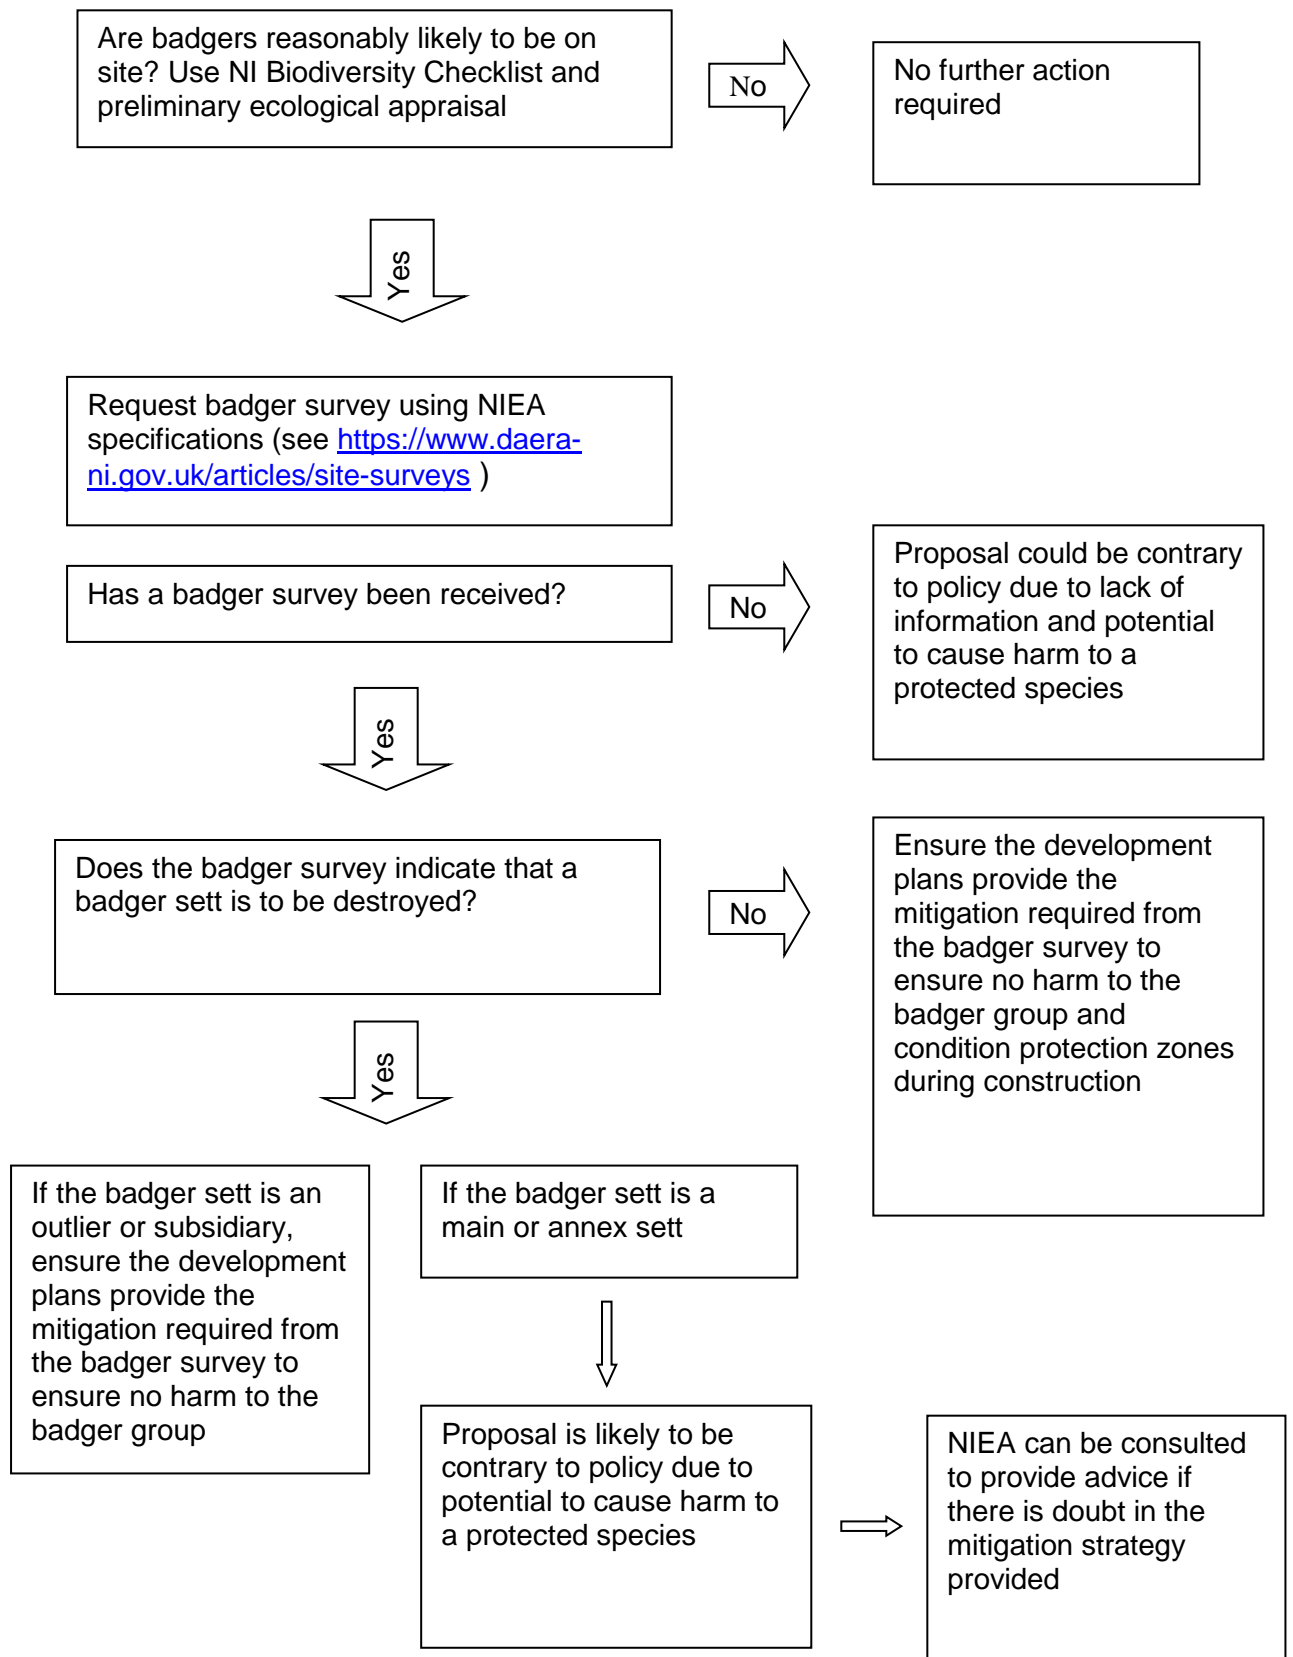 Are badgers reasonably likely to be on
site? Use NI Biodiversity Checklist and
preliminary ecological appraisal
No
No further action
required
Yes
Request badger survey using NIEA
specifications (see https://www.daera-
ni.gov.uk/articles/site-surveys )
Has a badger survey been received?
No
Proposal could be contrary
to policy due to lack of
information and potential
to cause harm to a
protected species
Yes
Does the badger survey indicate that a
badger sett is to be destroyed?
No
Ensure the development
plans provide the
mitigation required from
the badger survey to
ensure no harm to the
badger group and
condition protection zones
during construction
Yes
If the badger sett is an
outlier or subsidiary,
ensure the development
plans provide the
mitigation required from
the badger survey to
ensure no harm to the
badger group
If the badger sett is a
main or annex sett
Proposal is likely to be
contrary to policy due to
potential to cause harm to
a protected species
NIEA can be consulted
to provide advice if
there is doubt in the
mitigation strategy
provided